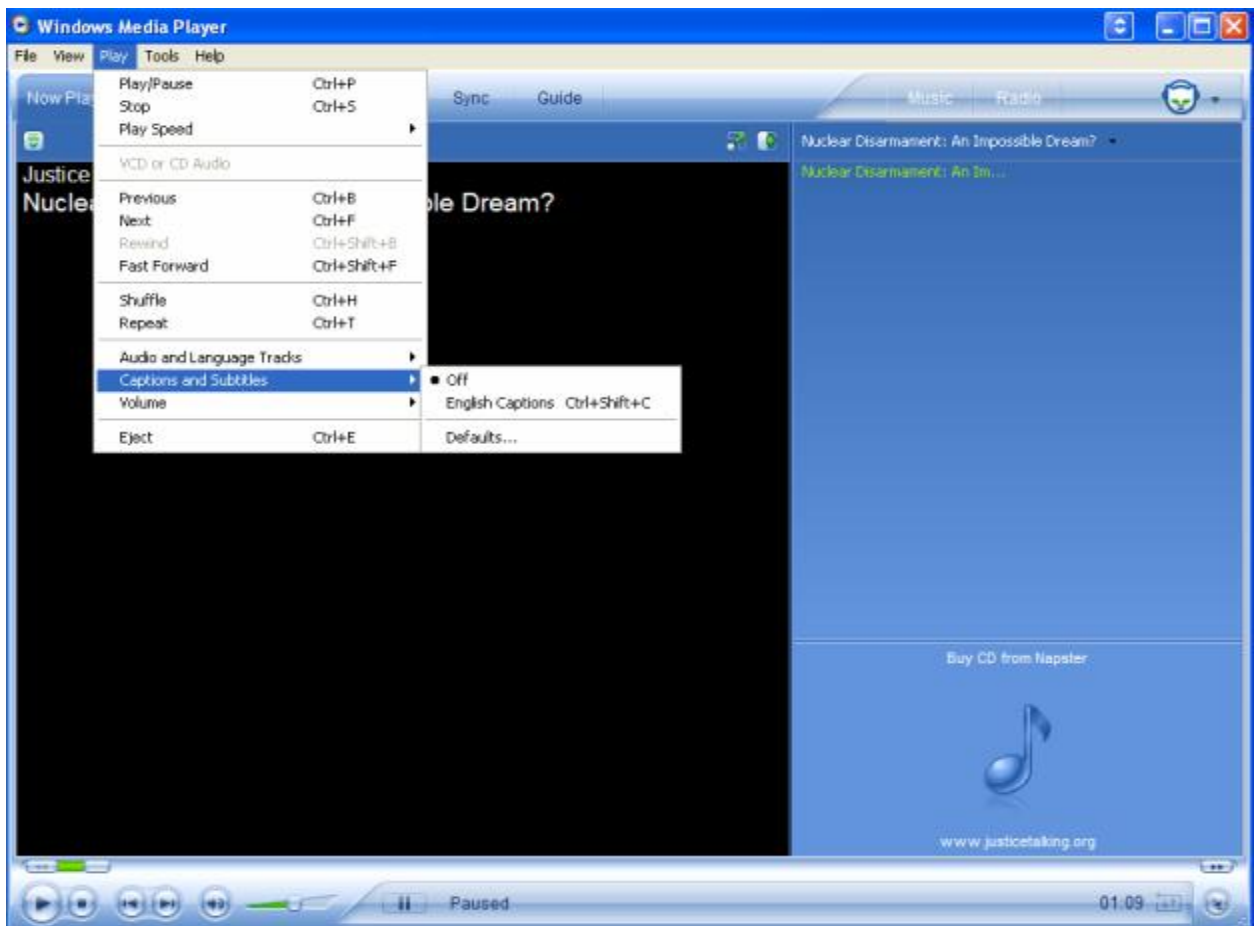 Windows Media Player
File View Play Tools Help
Now Pla
Sync Guide Music Radio
Play/Pause Ctrl+P
Stop Ctrl+S
Play Speed
VCD or CD Audio
Previous Ctrl+B
Next Ctrl+F
Rewind Ctrl+Shift+B
Fast Forward Ctrl+Shift+F
Shuffle Ctrl+H
Repeat Ctrl+T
Audio and Language Tracks
Captions and Subtitles
Volume
Eject Ctrl+E
Off
English Captions Ctrl+Shift+C
Defaults...
Justice
Nuclea ble Dream?
Nuclear Disarmament: An Impossible Dream?
Nuclear Disarmament: An Im...
Buy CD from Napster
www.justicetalking.org
Paused 01:09